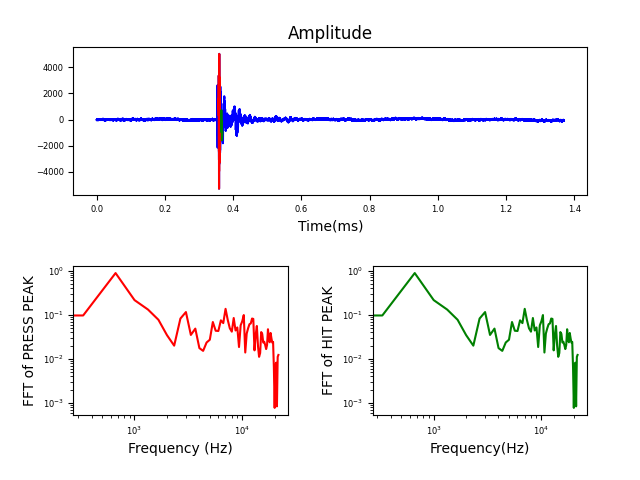 Amplitude
4000
2000
0
−2000
−4000
0.0 0.2 0.4 0.6 0.8 1.0 1.2 1.4
Time(ms)
FFT of PRESS PEAK
10⁰
10⁻¹
10⁻²
10⁻³
10³ 10⁴
Frequency (Hz)
FFT of HIT PEAK
10⁰
10⁻¹
10⁻²
10⁻³
10³ 10⁴
Frequency(Hz)